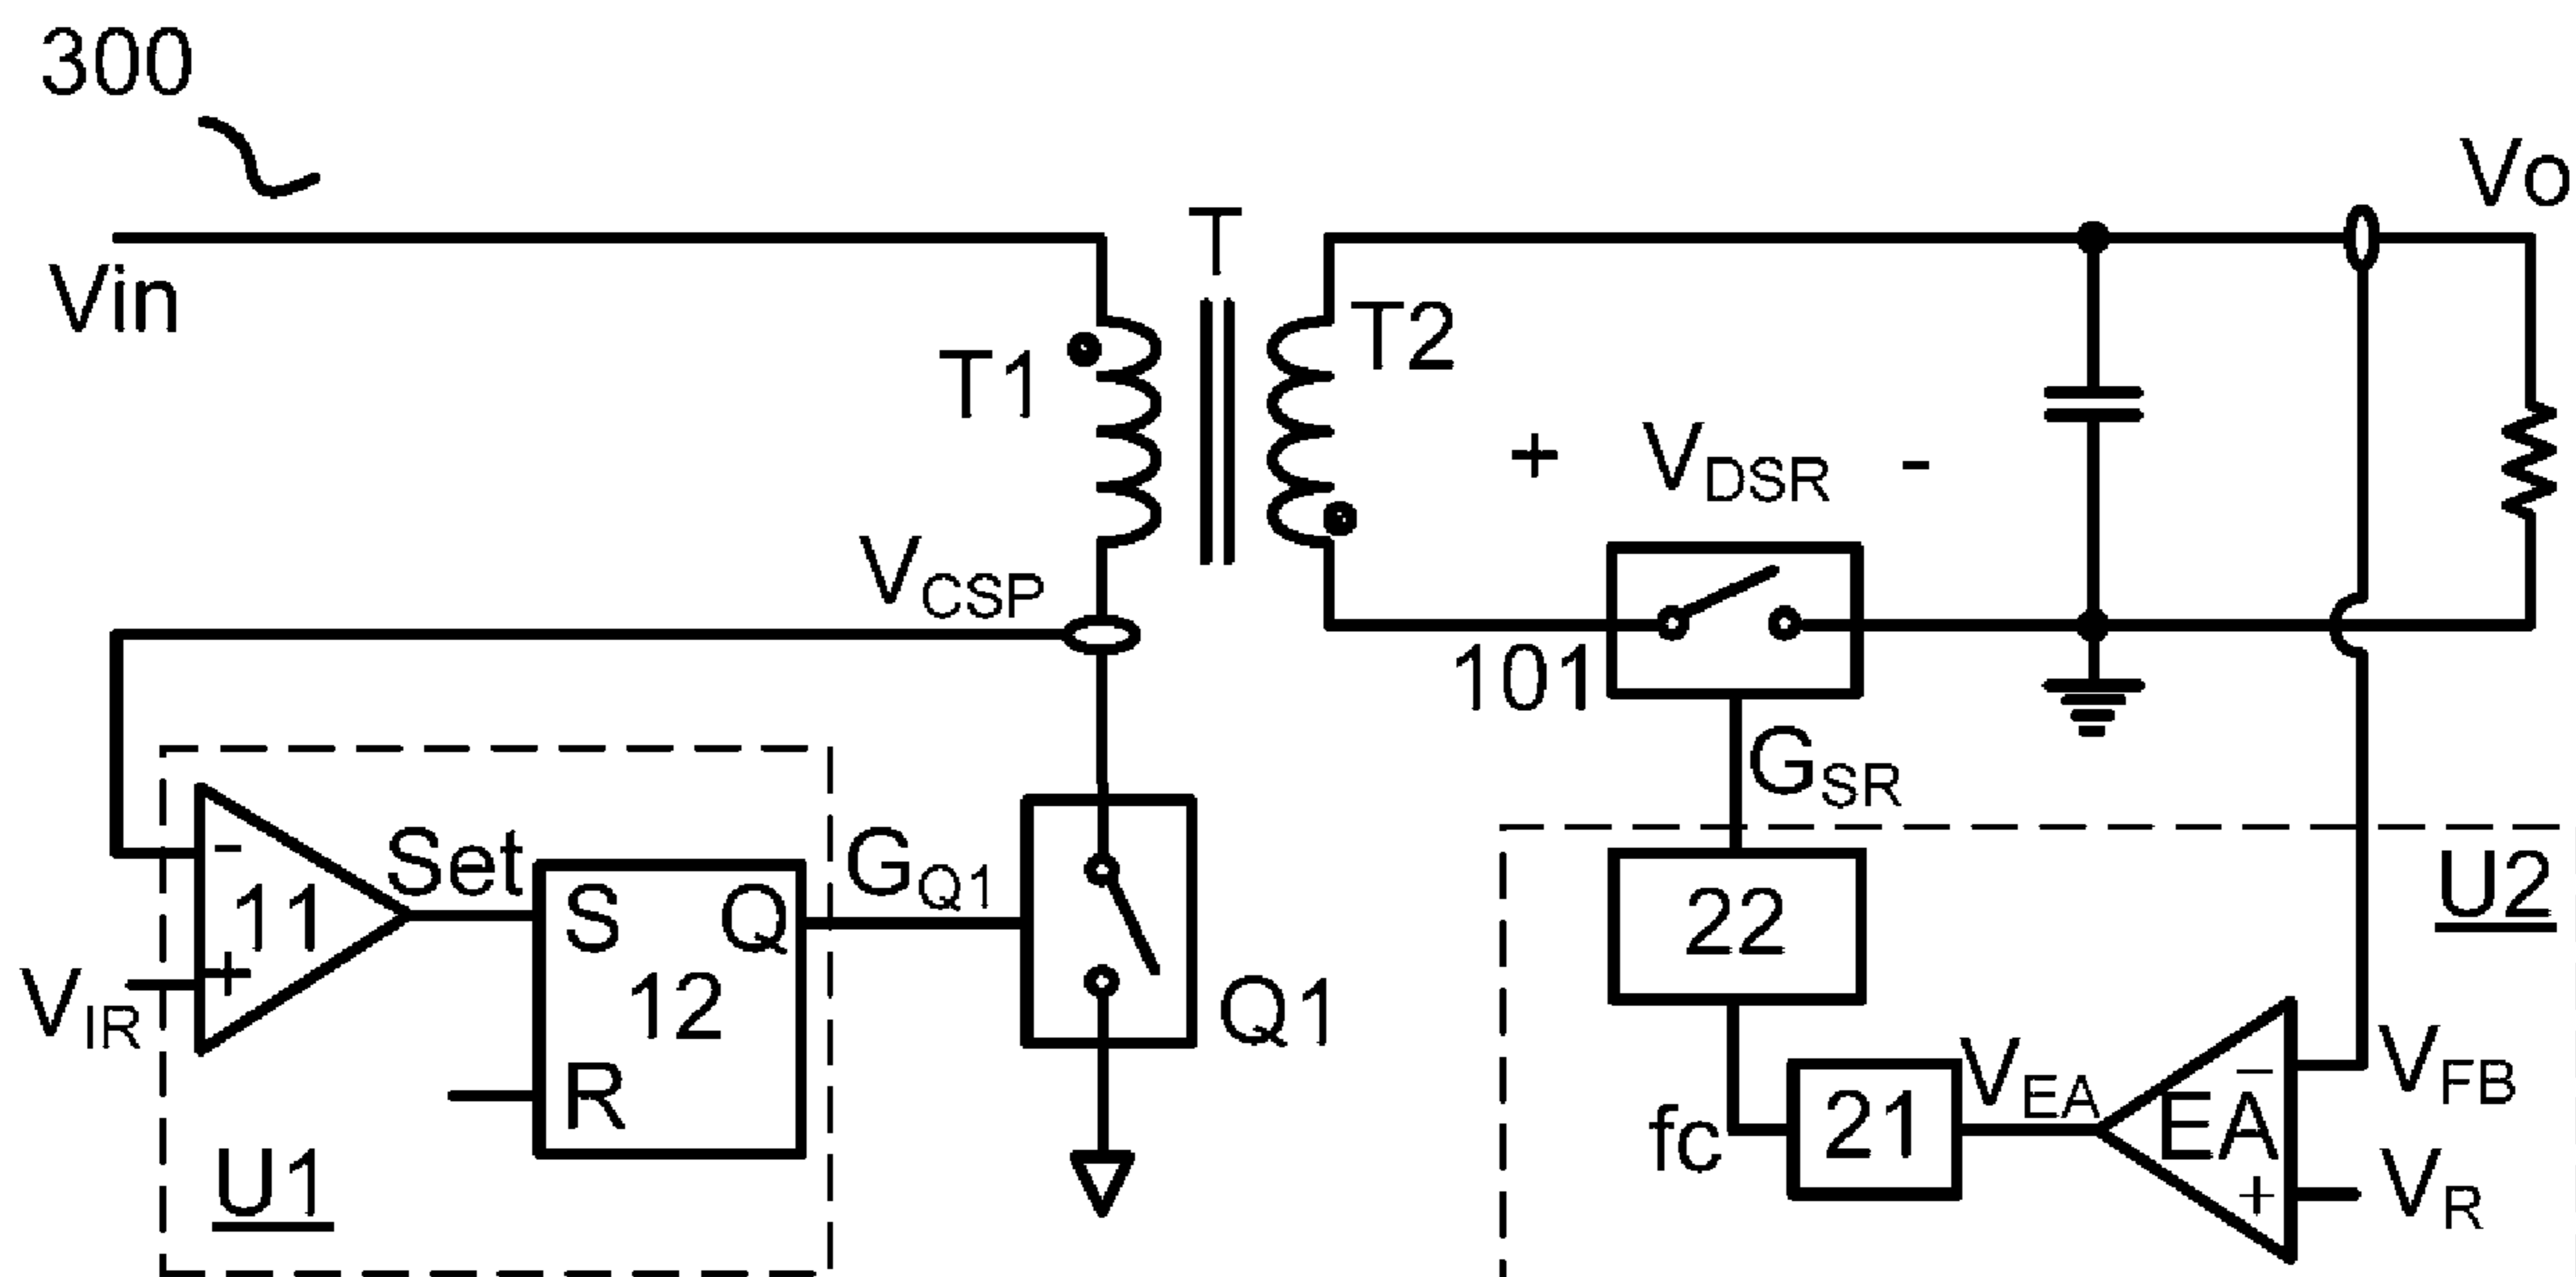 300
Vo
T
Vin
T2
T1
+ VDSR -
VCSP
101
GSR
-
Set
GQ1
U2
11
S Q
22
+
VIR
12
Q1
VEA
- VFB
R
fc
21
EA
U1
+ VR